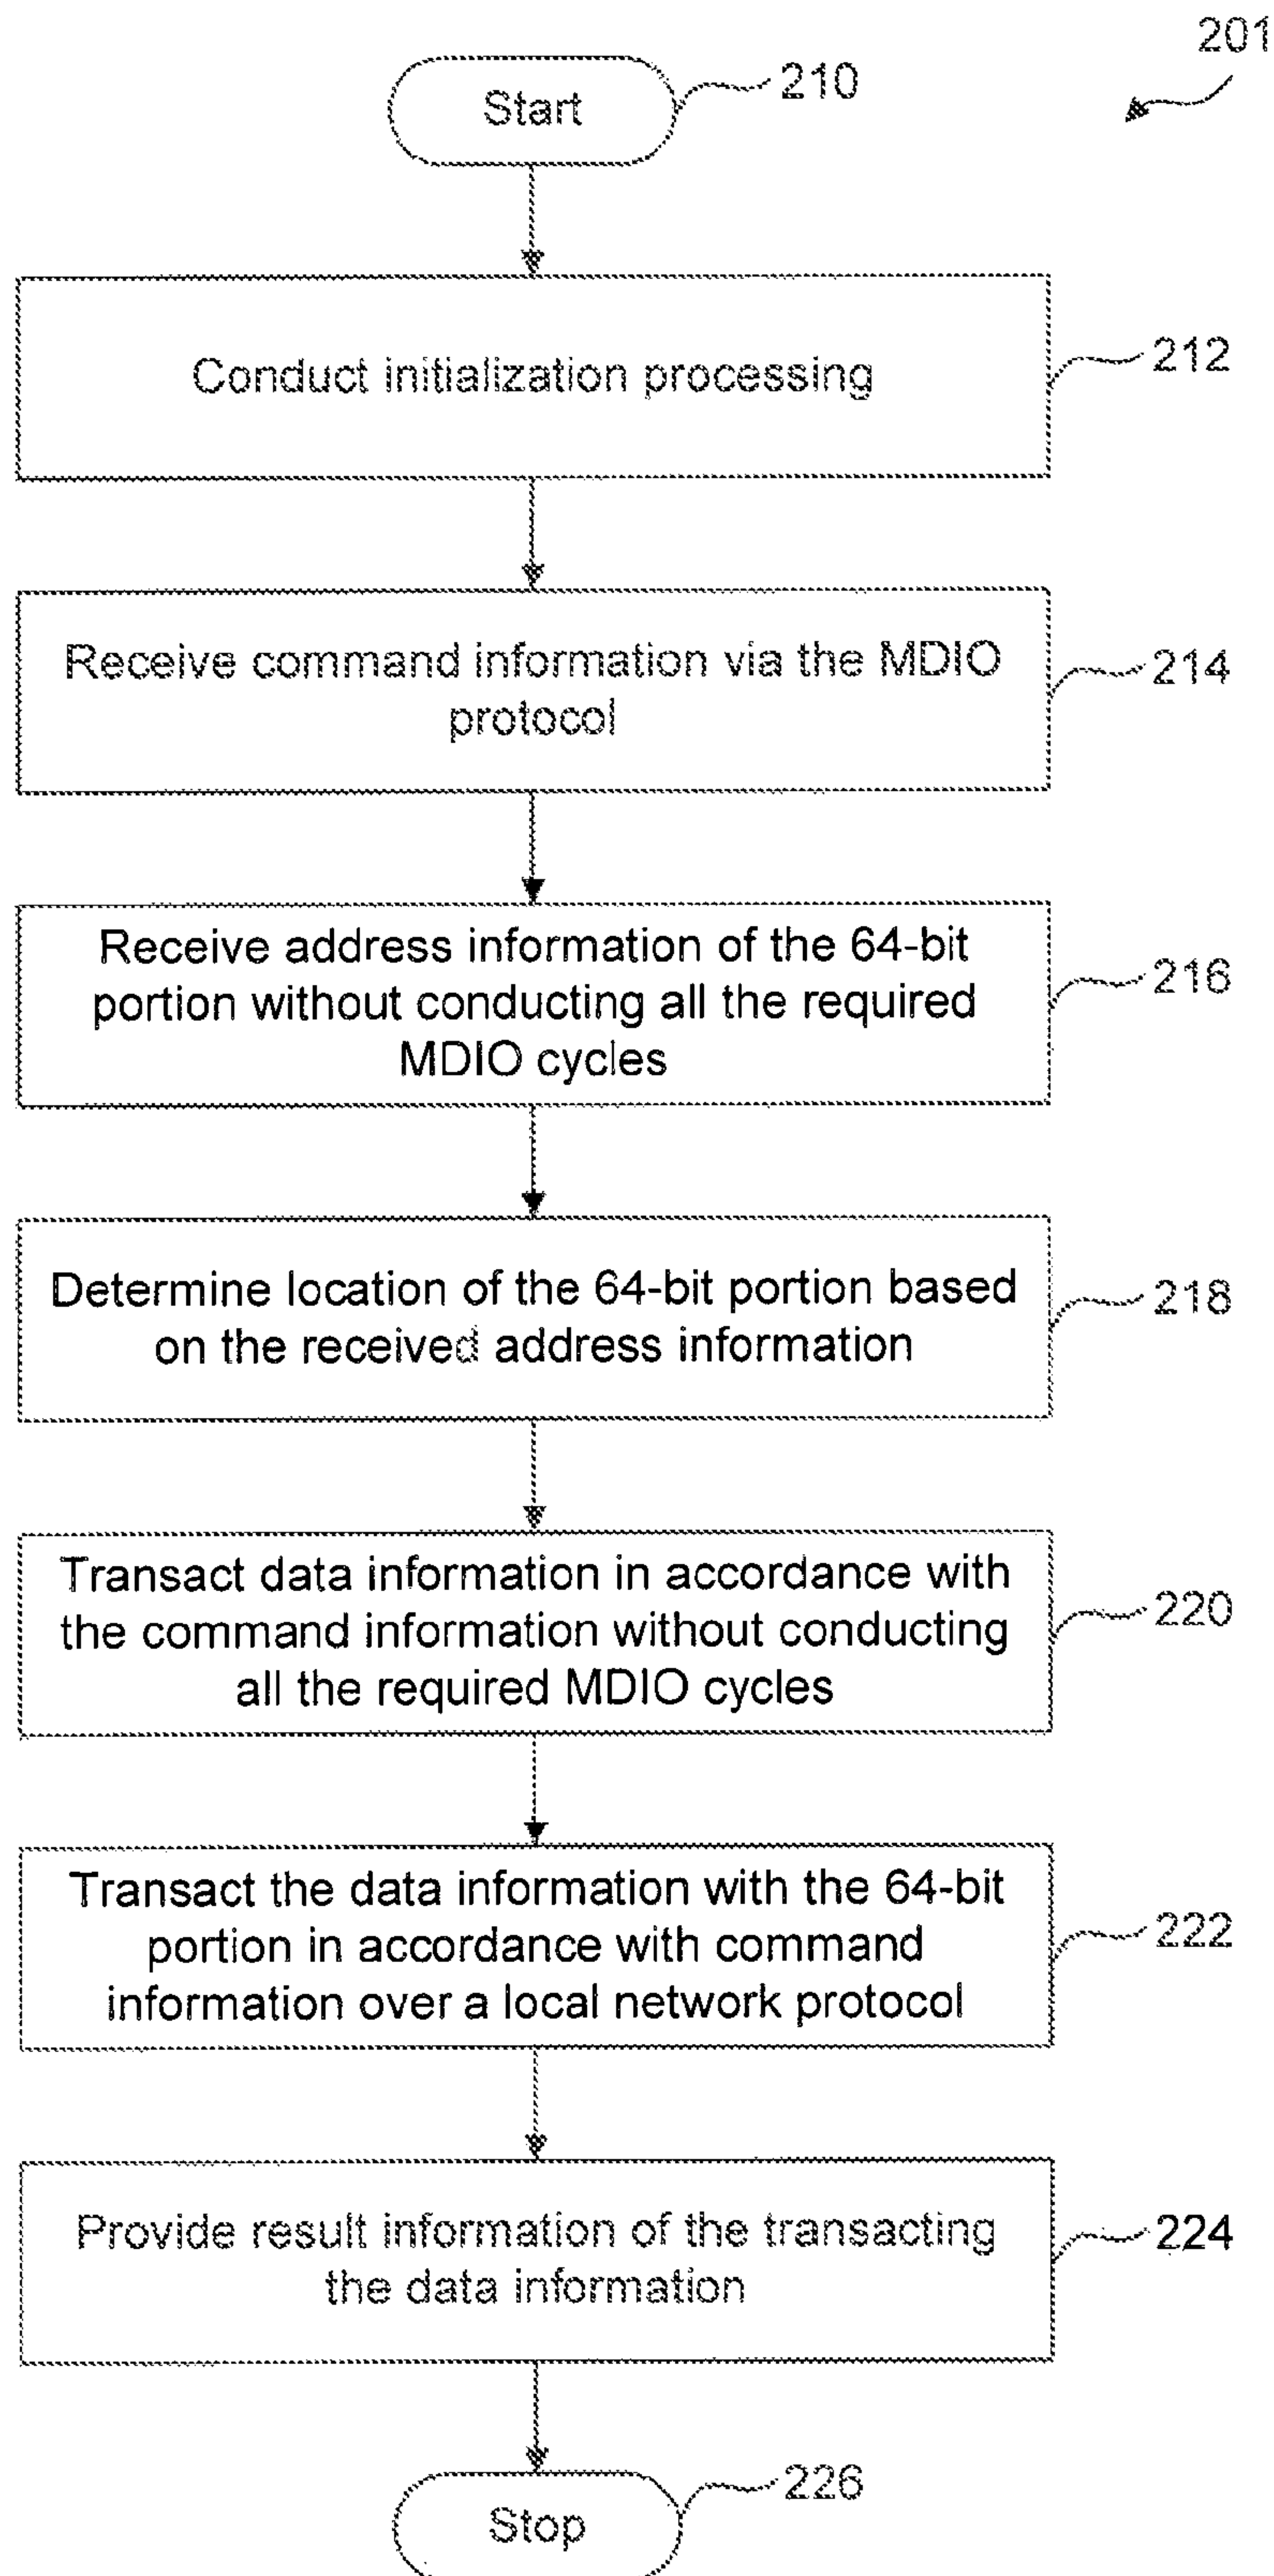 201
Start
210
Conduct initialization processing
212
Receive command information via the MDIO
protocol
214
Receive address information of the 64-bit
portion without conducting all the required
MDIO cycles
216
Determine location of the 64-bit portion based
on the received address information
218
Transact data information in accordance with
the command information without conducting
all the required MDIO cycles
220
Transact the data information with the 64-bit
portion in accordance with command
information over a local network protocol
222
Provide result information of the transacting
the data information
224
Stop
226